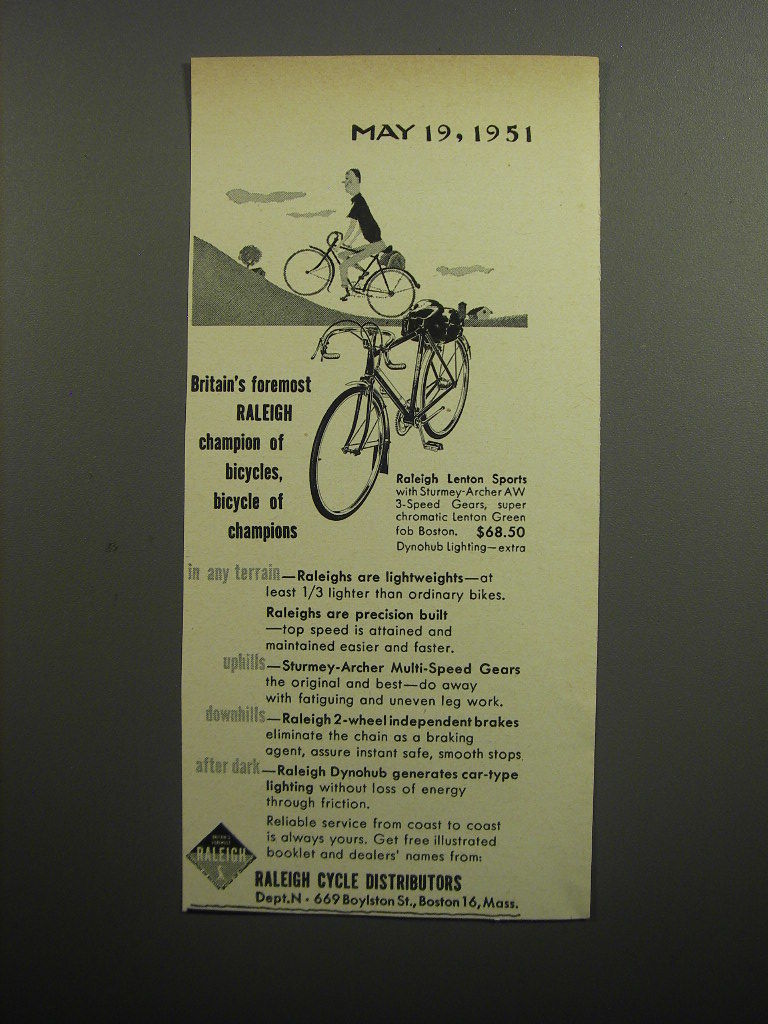 MAY 19, 1951
Britain's foremost
RALEIGH
champion of
bicycles,
bicycle of
champions
Raleigh Lenton Sports
with Sturmey-Archer AW
3-Speed Gears, super
chromatic Lenton Green
fob Boston. $68.50
Dynohub Lighting—extra
in any terrain—Raleighs are lightweights—at
least 1/3 lighter than ordinary bikes.
Raleighs are precision built
—top speed is attained and
maintained easier and faster.
uphills—Sturmey-Archer Multi-Speed Gears
the original and best—do away
with fatiguing and uneven leg work.
downhills—Raleigh 2-wheel independent brakes
eliminate the chain as a braking
agent, assure instant safe, smooth stops
after dark—Raleigh Dynohub generates car-type
lighting without loss of energy
through friction.
Reliable service from coast to coast
is always yours. Get free illustrated
booklet and dealers' names from:
BRITAIN'S
FOREMOST
RALEIGH
RALEIGH CYCLE DISTRIBUTORS
Dept.N • 669 Boylston St., Boston 16, Mass.